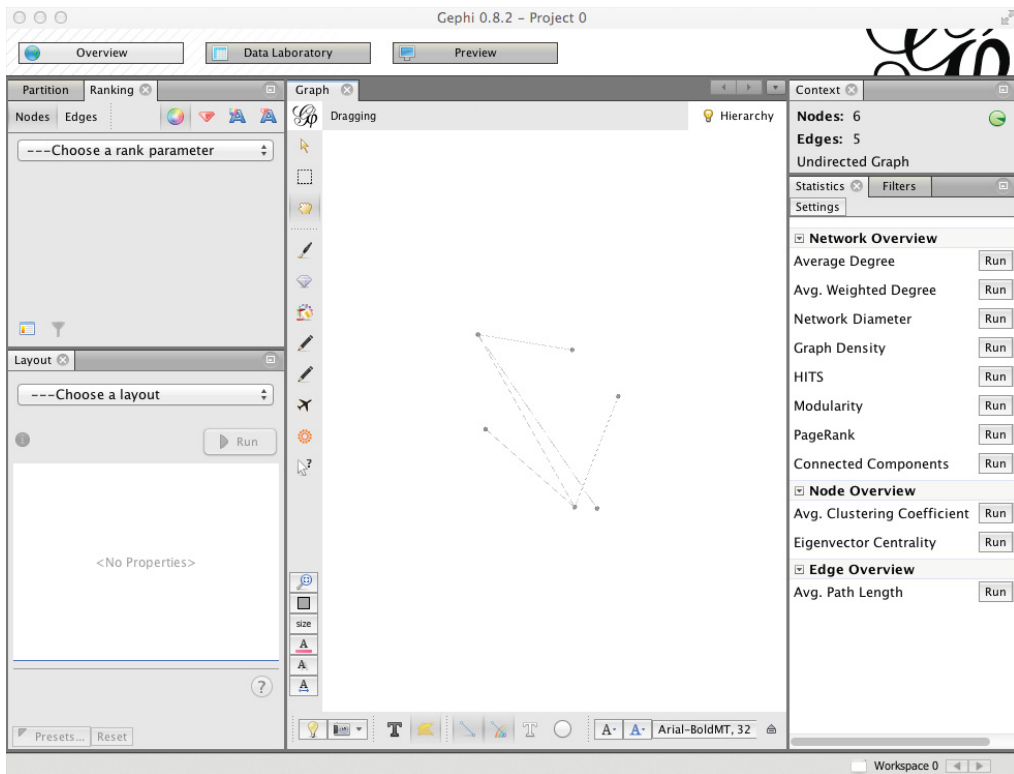 Gephi 0.8.2 – Project 0
Overview
Data Laboratory
Preview
Partition
Ranking
Nodes
Edges
---Choose a rank parameter
Layout
---Choose a layout
Run
<No Properties>
Presets...
Reset
Graph
Dragging
Hierarchy
size
A
A
A
T
T
A
A
Arial-BoldMT, 32
Context
Nodes: 6
Edges: 5
Undirected Graph
Statistics
Filters
Settings
Network Overview
Average Degree Run
Avg. Weighted Degree Run
Network Diameter Run
Graph Density Run
HITS Run
Modularity Run
PageRank Run
Connected Components Run
Node Overview
Avg. Clustering Coefficient Run
Eigenvector Centrality Run
Edge Overview
Avg. Path Length Run
Workspace 0